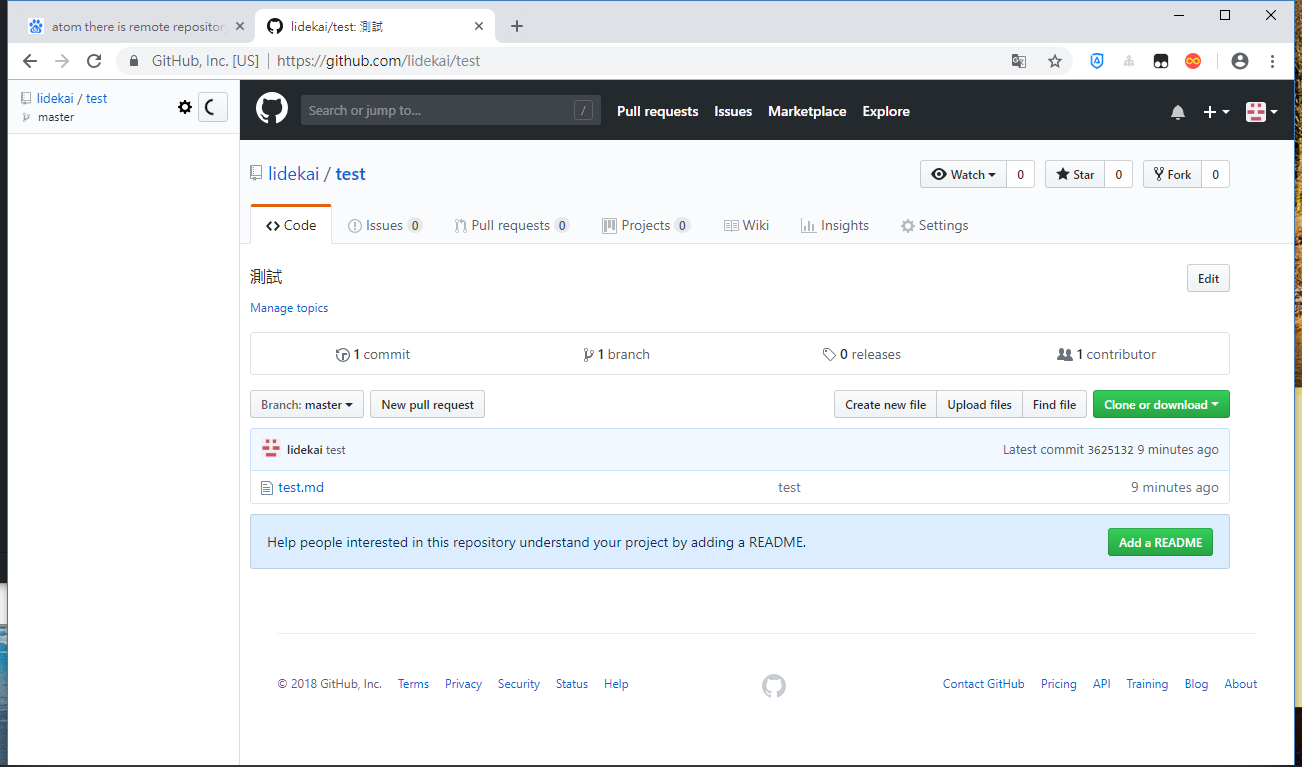 atom there is remote repository
lidekai/test: 測試
GitHub, Inc. [US] | https://github.com/lidekai/test
lidekai / test
master
Search or jump to...
/
Pull requests Issues Marketplace Explore
lidekai / test
Watch 0 Star 0 Fork 0
Code Issues 0 Pull requests 0 Projects 0 Wiki Insights Settings
測試
Edit
Manage topics
1 commit 1 branch 0 releases 1 contributor
Branch: master New pull request Create new file Upload files Find file Clone or download
lidekai test Latest commit 3625132 9 minutes ago
test.md test 9 minutes ago
Help people interested in this repository understand your project by adding a README. Add a README
© 2018 GitHub, Inc. Terms Privacy Security Status Help Contact GitHub Pricing API Training Blog About